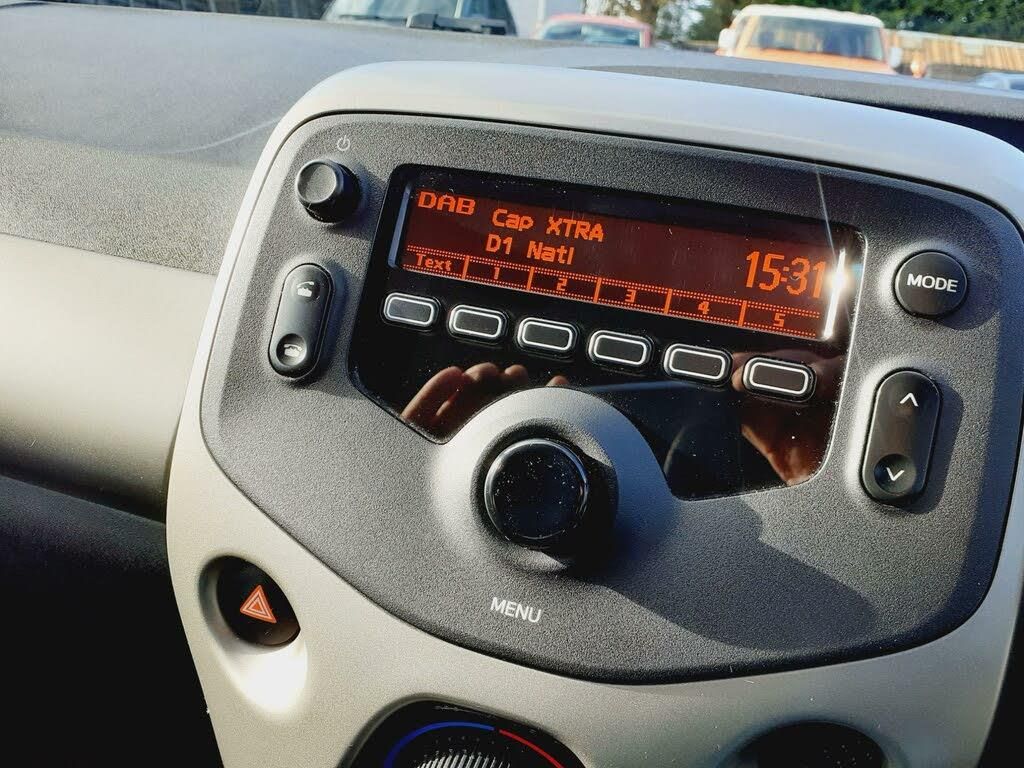 DAB Cap XTRA
D1 Natl
15:31
Text 1 2 3 4 5
MODE
MENU